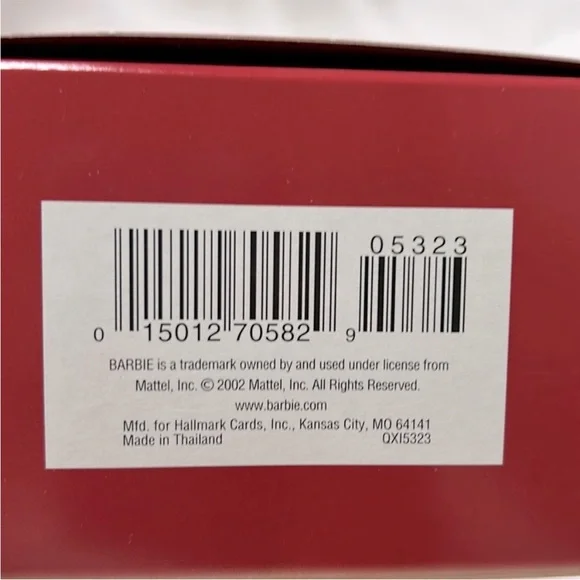 05323
0 15012 70582 9
BARBIE is a trademark owned by and used under license from
Mattel, Inc. © 2002 Mattel, Inc. All Rights Reserved.
www.barbie.com
Mfd. for Hallmark Cards, Inc., Kansas City, MO 64141
Made in Thailand QXI5323